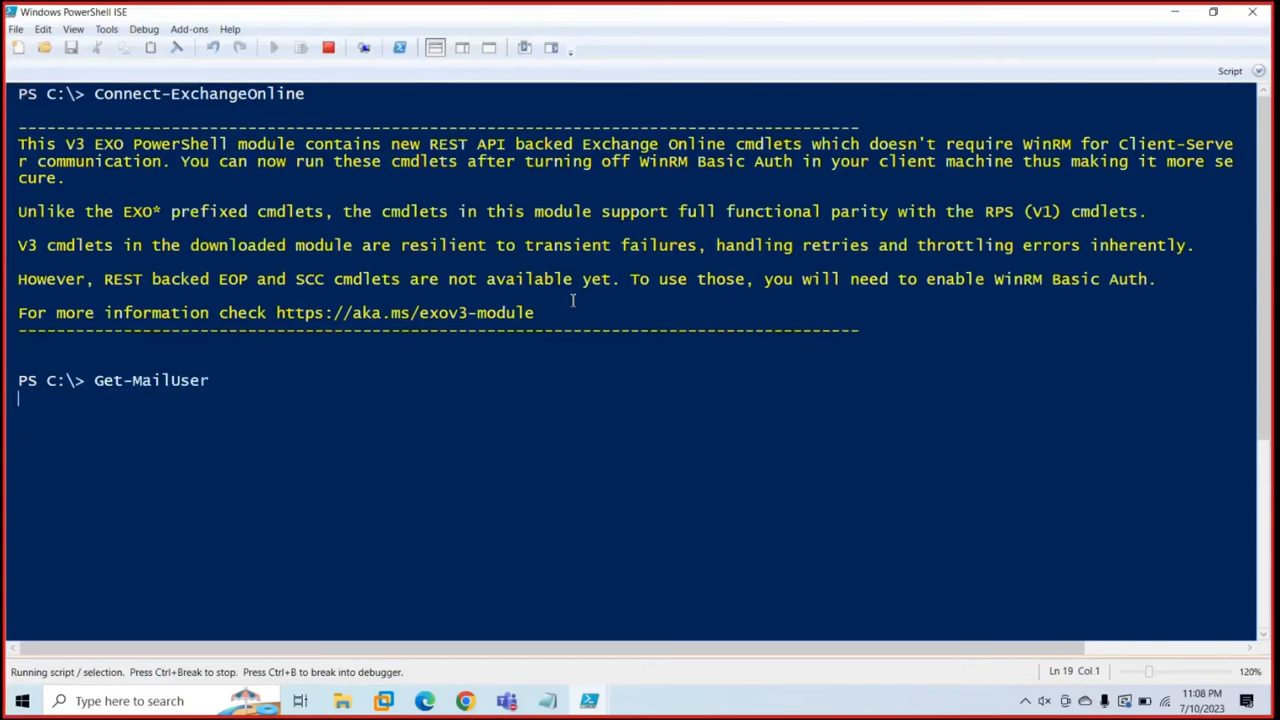 Windows PowerShell ISE
File Edit View Tools Debug Add-ons Help
Script
PS C:\> Connect-ExchangeOnline
----------------------------------------------------------------------------------------
This V3 EXO PowerShell module contains new REST API backed Exchange Online cmdlets which doesn't require WinRM for Client-Serve
r communication. You can now run these cmdlets after turning off WinRM Basic Auth in your client machine thus making it more se
cure.
Unlike the EXO* prefixed cmdlets, the cmdlets in this module support full functional parity with the RPS (V1) cmdlets.
V3 cmdlets in the downloaded module are resilient to transient failures, handling retries and throttling errors inherently.
However, REST backed EOP and SCC cmdlets are not available yet. To use those, you will need to enable WinRM Basic Auth.
For more information check https://aka.ms/exov3-module
----------------------------------------------------------------------------------------
PS C:\> Get-MailUser
Running script / selection. Press Ctrl+Break to stop. Press Ctrl+B to break into debugger.
Ln 19 Col 1
120%
Type here to search
11:08 PM
7/10/2023